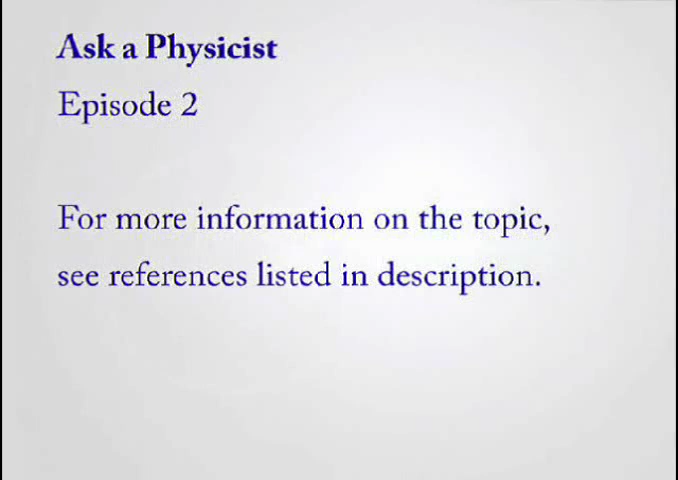 Ask a Physicist
Episode 2
For more information on the topic,
see references listed in description.